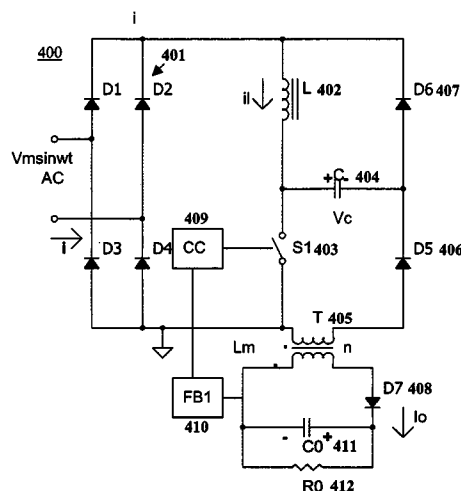 i
400
401
D1
D2
il
L 402
D6 407
Vmsinwt
AC
+C- 404
Vc
409
i
D3
D4
CC
S1 403
D5 406
T 405
Lm
n
D7 408
FB1
Io
410
- +
C0 411
R0 412